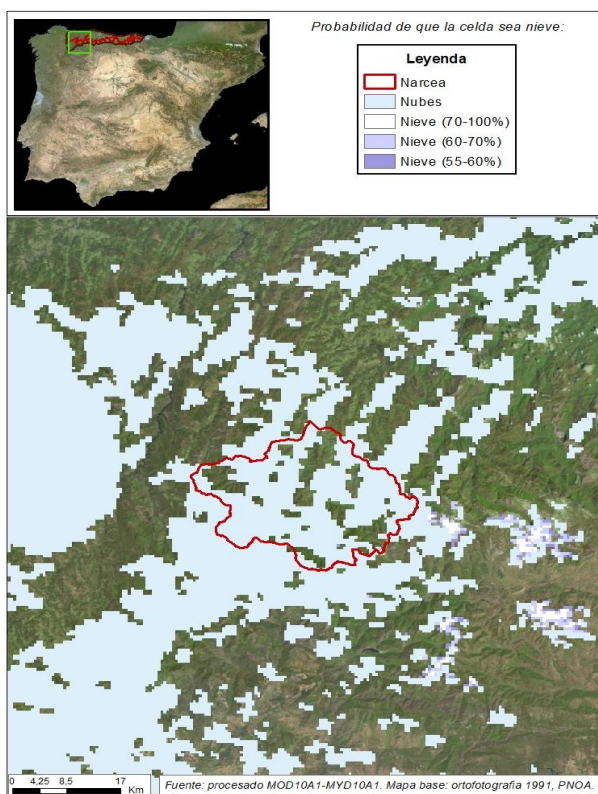 Probabilidad de que la celda sea nieve:
Leyenda
Narcea
Nubes
Nieve (70-100%)
Nieve (60-70%)
Nieve (55-60%)
0 4,25 8,5 17
Km
Fuente: procesado MOD10A1-MYD10A1. Mapa base: ortofotografia 1991, PNOA.